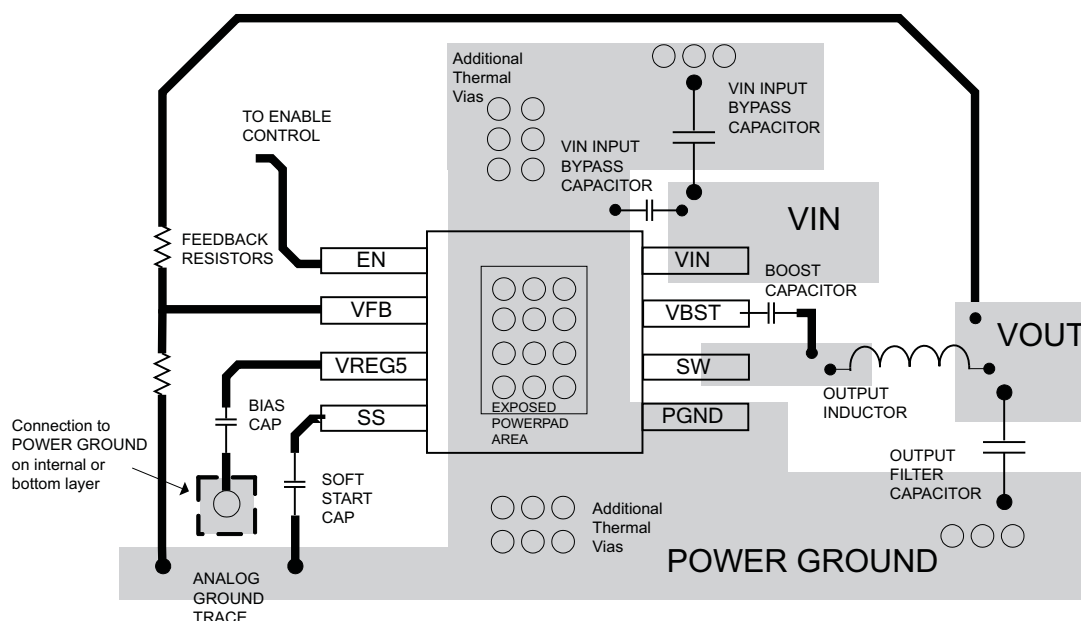 Additional
Thermal
Vias
VIN INPUT
BYPASS
CAPACITOR
TO ENABLE
CONTROL
VIN INPUT
BYPASS
CAPACITOR
VIN
FEEDBACK
RESISTORS
EN
VIN
BOOST
CAPACITOR
VFB
VBST
VOUT
VREG5
SW
OUTPUT
INDUCTOR
BIAS
CAP
SS
EXPOSED
POWERPAD
AREA
PGND
Connection to
POWER GROUND
on internal or
bottom layer
SOFT
START
CAP
OUTPUT
FILTER
CAPACITOR
Additional
Thermal
Vias
POWER GROUND
ANALOG
GROUND
TRACE